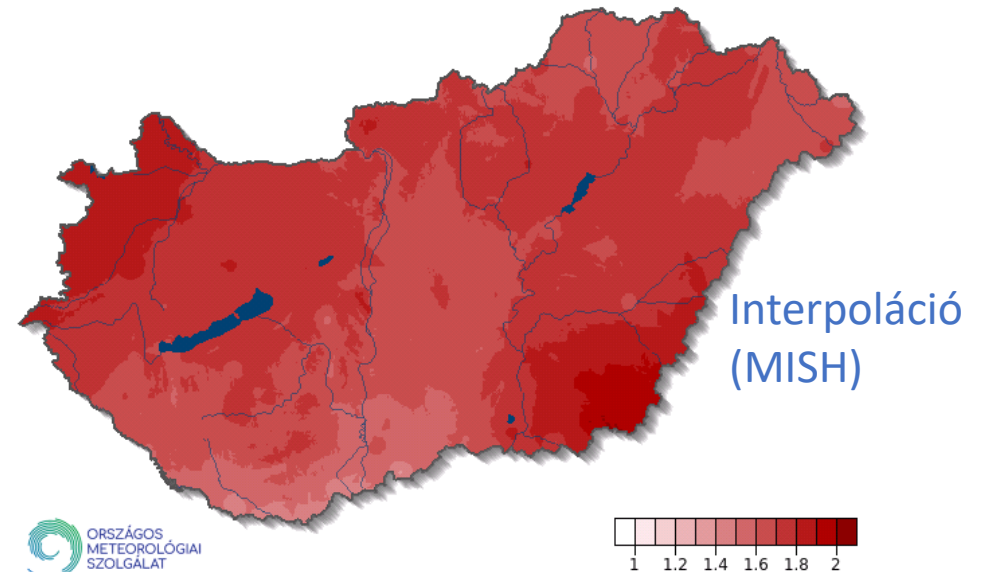 Interpoláció
(MISH)
ORSZÁGOS
METEOROLÓGIAI
SZOLGÁLAT
1 1.2 1.4 1.6 1.8 2